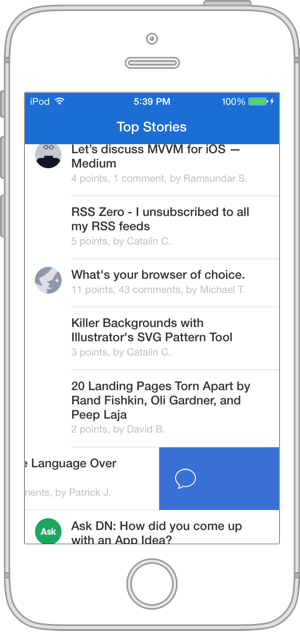 iPod 5:39 PM 100%
Top Stories
Let's discuss MVVM for iOS —
Medium
4 points, 1 comment, by Ramsundar S.
RSS Zero - I unsubscribed to all
my RSS feeds
5 points, by Catalin C.
What's your browser of choice.
11 points, 43 comments, by Michael T.
Killer Backgrounds with
Illustrator's SVG Pattern Tool
3 points, by Catalin C.
20 Landing Pages Torn Apart by
Rand Fishkin, Oli Gardner, and
Peep Laja
2 points, by David B.
e Language Over
ments, by Patrick J.
Ask
Ask DN: How did you come up
with an App Idea?